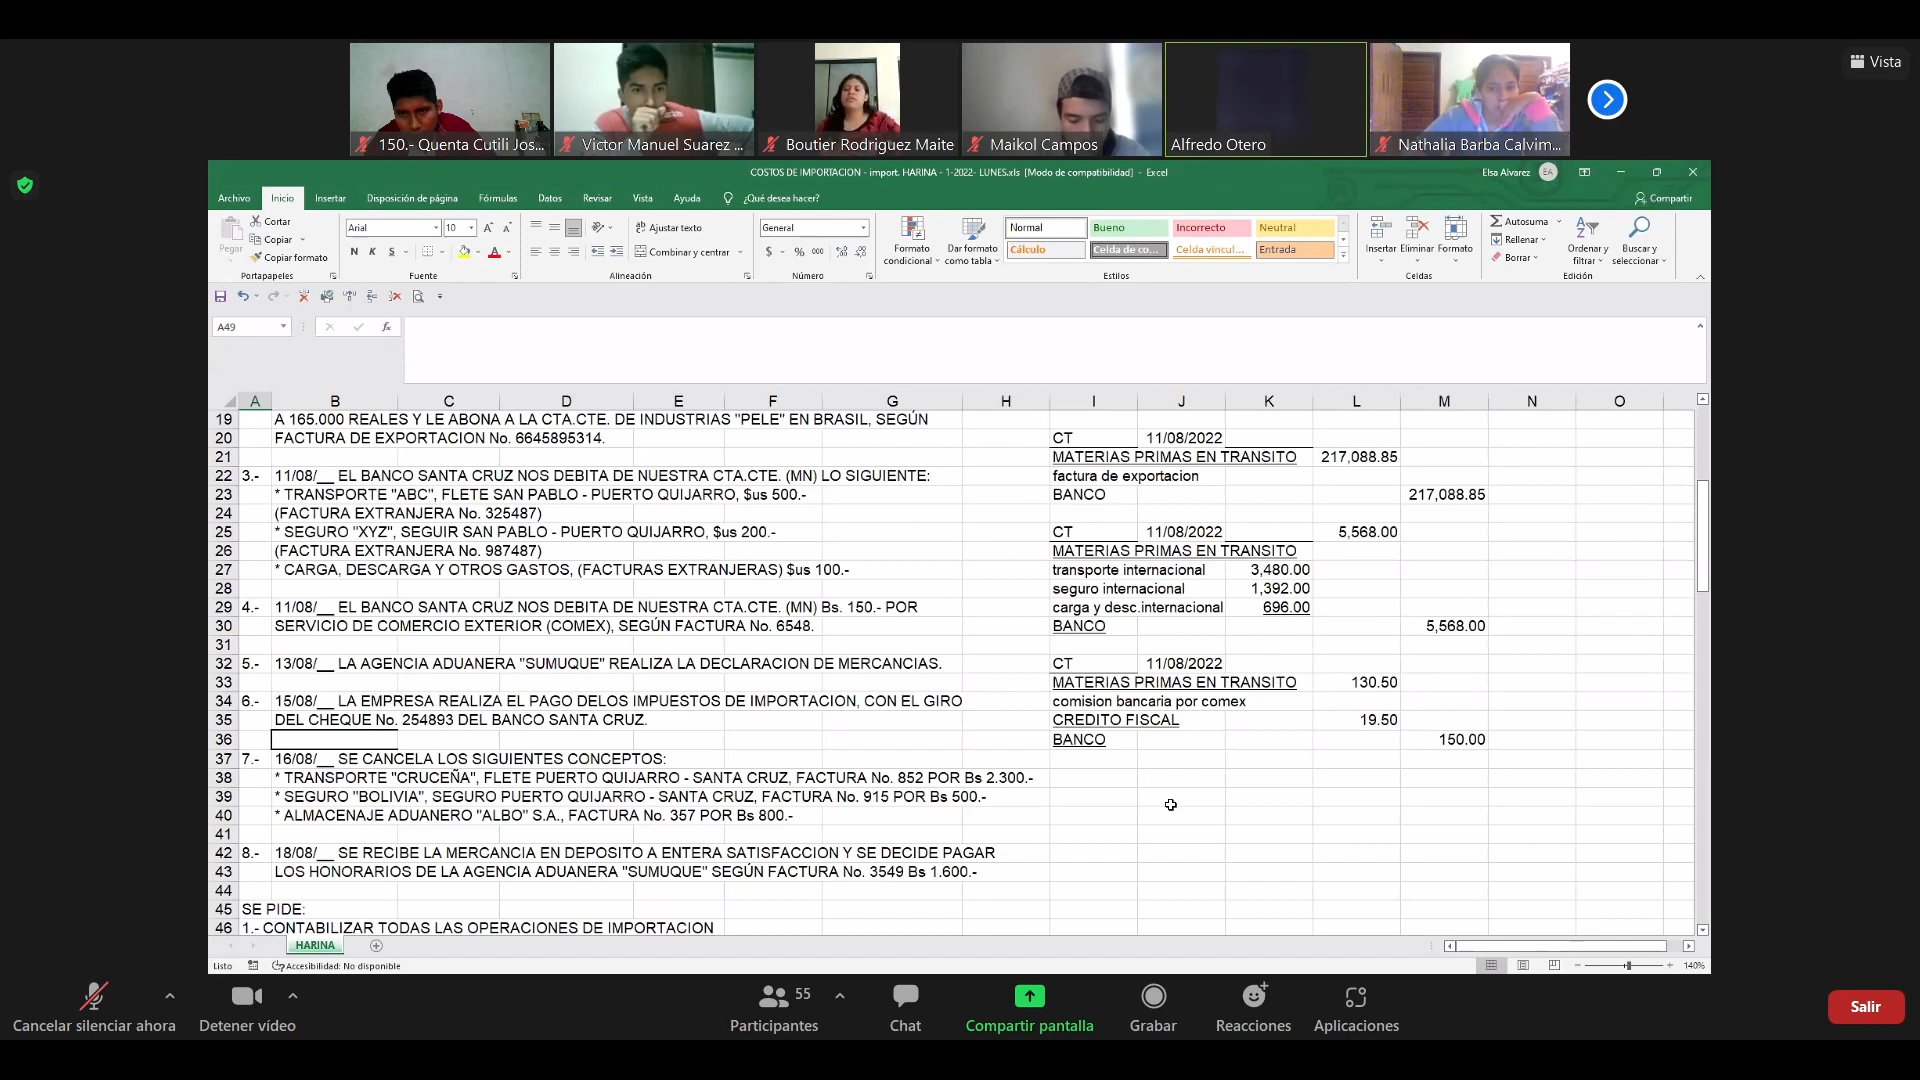 Vista
150.- Quenta Cutili Jos...
Victor Manuel Suarez ...
Boutier Rodriguez Maite
Maikol Campos
Alfredo Otero
Nathalia Barba Calvim...
COSTOS DE IMPORTACION - import. HARINA - 1-2022- LUNES.xls [Modo de compatibilidad] - Excel
Elsa Alvarez EA
Archivo Inicio Insertar Disposición de página Fórmulas Datos Revisar Vista Ayuda ¿Qué desea hacer? Compartir
Pegar Cortar Copiar Copiar formato
Arial 10
N K S
Ajustar texto
Combinar y centrar
General
$ % 000
Formato condicional
Dar formato como tabla
Normal Bueno Incorrecto Neutral
Cálculo Celda de co... Celda vincul... Entrada
Insertar Eliminar Formato
Autosuma
Rellenar
Borrar
Ordenar y filtrar
Buscar y seleccionar
Portapapeles Fuente Alineación Número Estilos Celdas Edición
A49 fx
A B C D E F G H I J K L M N O
19 A 165.000 REALES Y LE ABONA A LA CTA.CTE. DE INDUSTRIAS "PELE" EN BRASIL, SEGÚN
20 FACTURA DE EXPORTACION No. 6645895314. CT 11/08/2022
21 MATERIAS PRIMAS EN TRANSITO 217,088.85
22 3.- 11/08/__ EL BANCO SANTA CRUZ NOS DEBITA DE NUESTRA CTA.CTE. (MN) LO SIGUIENTE: factura de exportacion
23 * TRANSPORTE "ABC", FLETE SAN PABLO - PUERTO QUIJARRO, $us 500.- BANCO 217,088.85
24 (FACTURA EXTRANJERA No. 325487)
25 * SEGURO "XYZ", SEGUIR SAN PABLO - PUERTO QUIJARRO, $us 200.- CT 11/08/2022 5,568.00
26 (FACTURA EXTRANJERA No. 987487) MATERIAS PRIMAS EN TRANSITO
27 * CARGA, DESCARGA Y OTROS GASTOS, (FACTURAS EXTRANJERAS) $us 100.- transporte internacional 3,480.00
28 seguro internacional 1,392.00
29 4.- 11/08/__ EL BANCO SANTA CRUZ NOS DEBITA DE NUESTRA CTA.CTE. (MN) Bs. 150.- POR carga y desc.internacional 696.00
30 SERVICIO DE COMERCIO EXTERIOR (COMEX), SEGÚN FACTURA No. 6548. BANCO 5,568.00
31
32 5.- 13/08/__ LA AGENCIA ADUANERA "SUMUQUE" REALIZA LA DECLARACION DE MERCANCIAS. CT 11/08/2022
33 MATERIAS PRIMAS EN TRANSITO 130.50
34 6.- 15/08/__ LA EMPRESA REALIZA EL PAGO DELOS IMPUESTOS DE IMPORTACION, CON EL GIRO comision bancaria por comex
35 DEL CHEQUE No. 254893 DEL BANCO SANTA CRUZ. CREDITO FISCAL 19.50
36 BANCO 150.00
37 7.- 16/08/__ SE CANCELA LOS SIGUIENTES CONCEPTOS:
38 * TRANSPORTE "CRUCEÑA", FLETE PUERTO QUIJARRO - SANTA CRUZ, FACTURA No. 852 POR Bs 2.300.-
39 * SEGURO "BOLIVIA", SEGURO PUERTO QUIJARRO - SANTA CRUZ, FACTURA No. 915 POR Bs 500.-
40 * ALMACENAJE ADUANERO "ALBO" S.A., FACTURA No. 357 POR Bs 800.-
41
42 8.- 18/08/__ SE RECIBE LA MERCANCIA EN DEPOSITO A ENTERA SATISFACCION Y SE DECIDE PAGAR
43 LOS HONORARIOS DE LA AGENCIA ADUANERA "SUMUQUE" SEGÚN FACTURA No. 3549 Bs 1.600.-
44
45 SE PIDE:
46 1.- CONTABILIZAR TODAS LAS OPERACIONES DE IMPORTACION
HARINA
Listo Accesibilidad: No disponible 140%
Cancelar silenciar ahora
Detener vídeo
55
Participantes
Chat
Compartir pantalla
Grabar
Reacciones
Aplicaciones
Salir